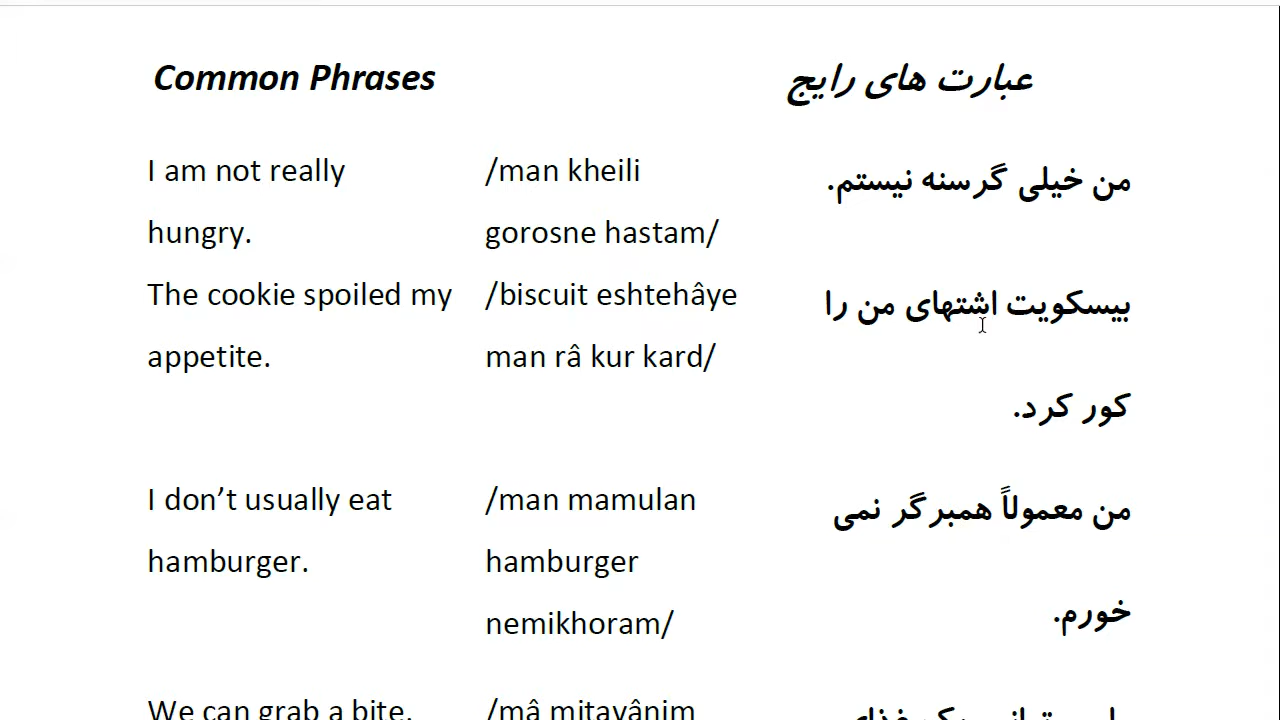 Common Phrases عبارت های رایج
I am not really /man kheili من خیلی گرسنه نیستم.
hungry. gorosne hastam/
The cookie spoiled my /biscuit eshtehâye بیسکویت اشتهای من را
appetite. man râ kur kard/
کور کرد.
I don’t usually eat /man mamulan من معمولاً همبرگر نمی
hamburger. hamburger
خورم.
nemikhoram/
We can grab a bite. /mâ mitavânim